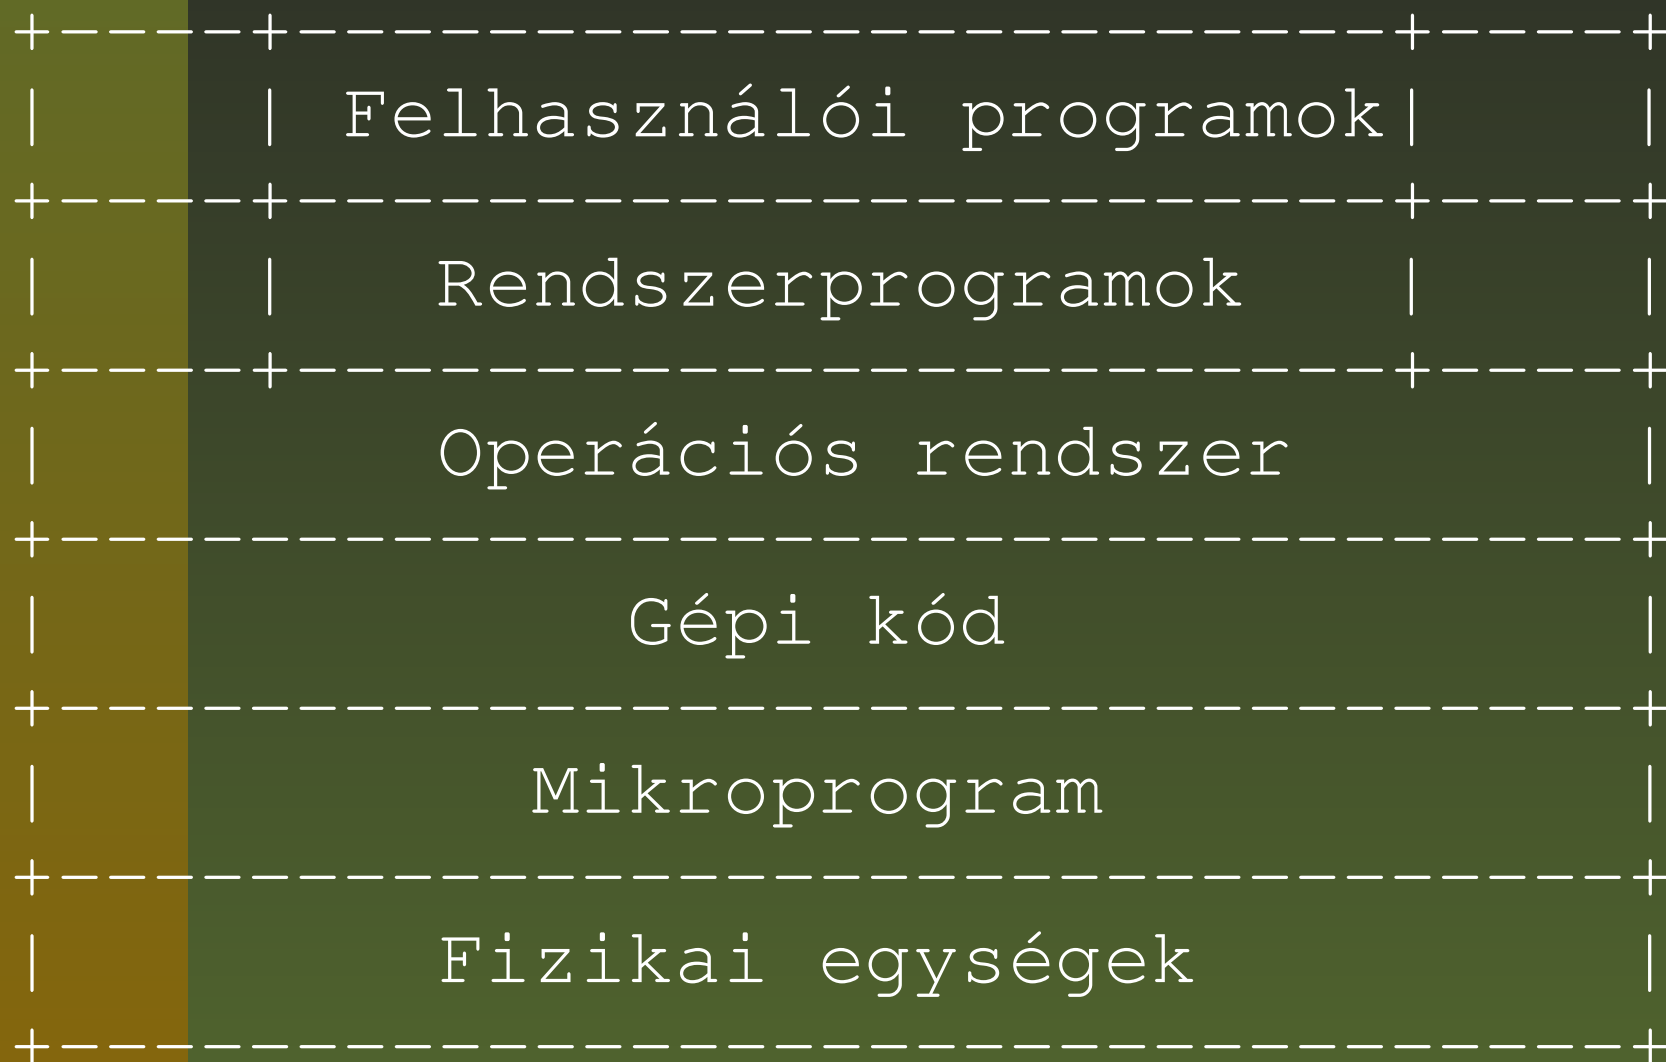 Felhasználói programok
Rendszerprogramok
Operációs rendszer
Gépi kód
Mikroprogram
Fizikai egységek